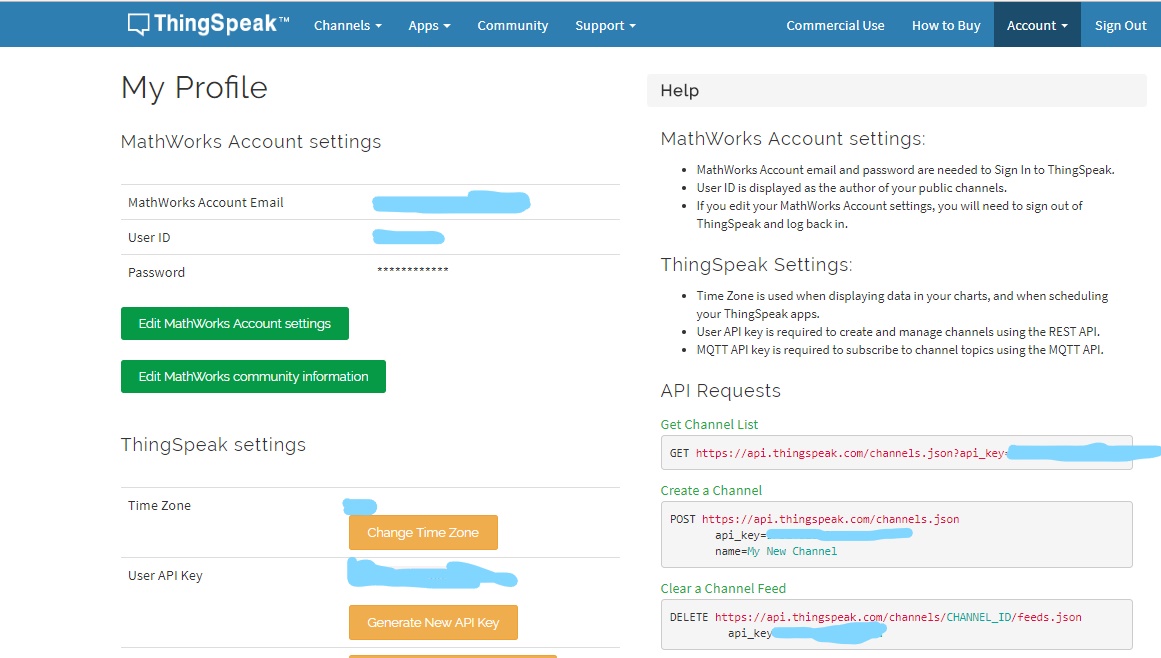 ThingSpeak™ Channels Apps Community Support Commercial Use How to Buy Account Sign Out
My Profile
MathWorks Account settings
MathWorks Account Email
User ID
Password ************
Edit MathWorks Account settings
Edit MathWorks community information
ThingSpeak settings
Time Zone
Change Time Zone
User API Key
Generate New API Key
Help
MathWorks Account settings:
• MathWorks Account email and password are needed to Sign In to ThingSpeak.
• User ID is displayed as the author of your public channels.
• If you edit your MathWorks Account settings, you will need to sign out of
ThingSpeak and log back in.
ThingSpeak Settings:
• Time Zone is used when displaying data in your charts, and when scheduling
your ThingSpeak apps.
• User API key is required to create and manage channels using the REST API.
• MQTT API key is required to subscribe to channel topics using the MQTT API.
API Requests
Get Channel List
GET https://api.thingspeak.com/channels.json?api_key=
Create a Channel
POST https://api.thingspeak.com/channels.json
api_key=
name=My New Channel
Clear a Channel Feed
DELETE https://api.thingspeak.com/channels/CHANNEL_ID/feeds.json
api_key